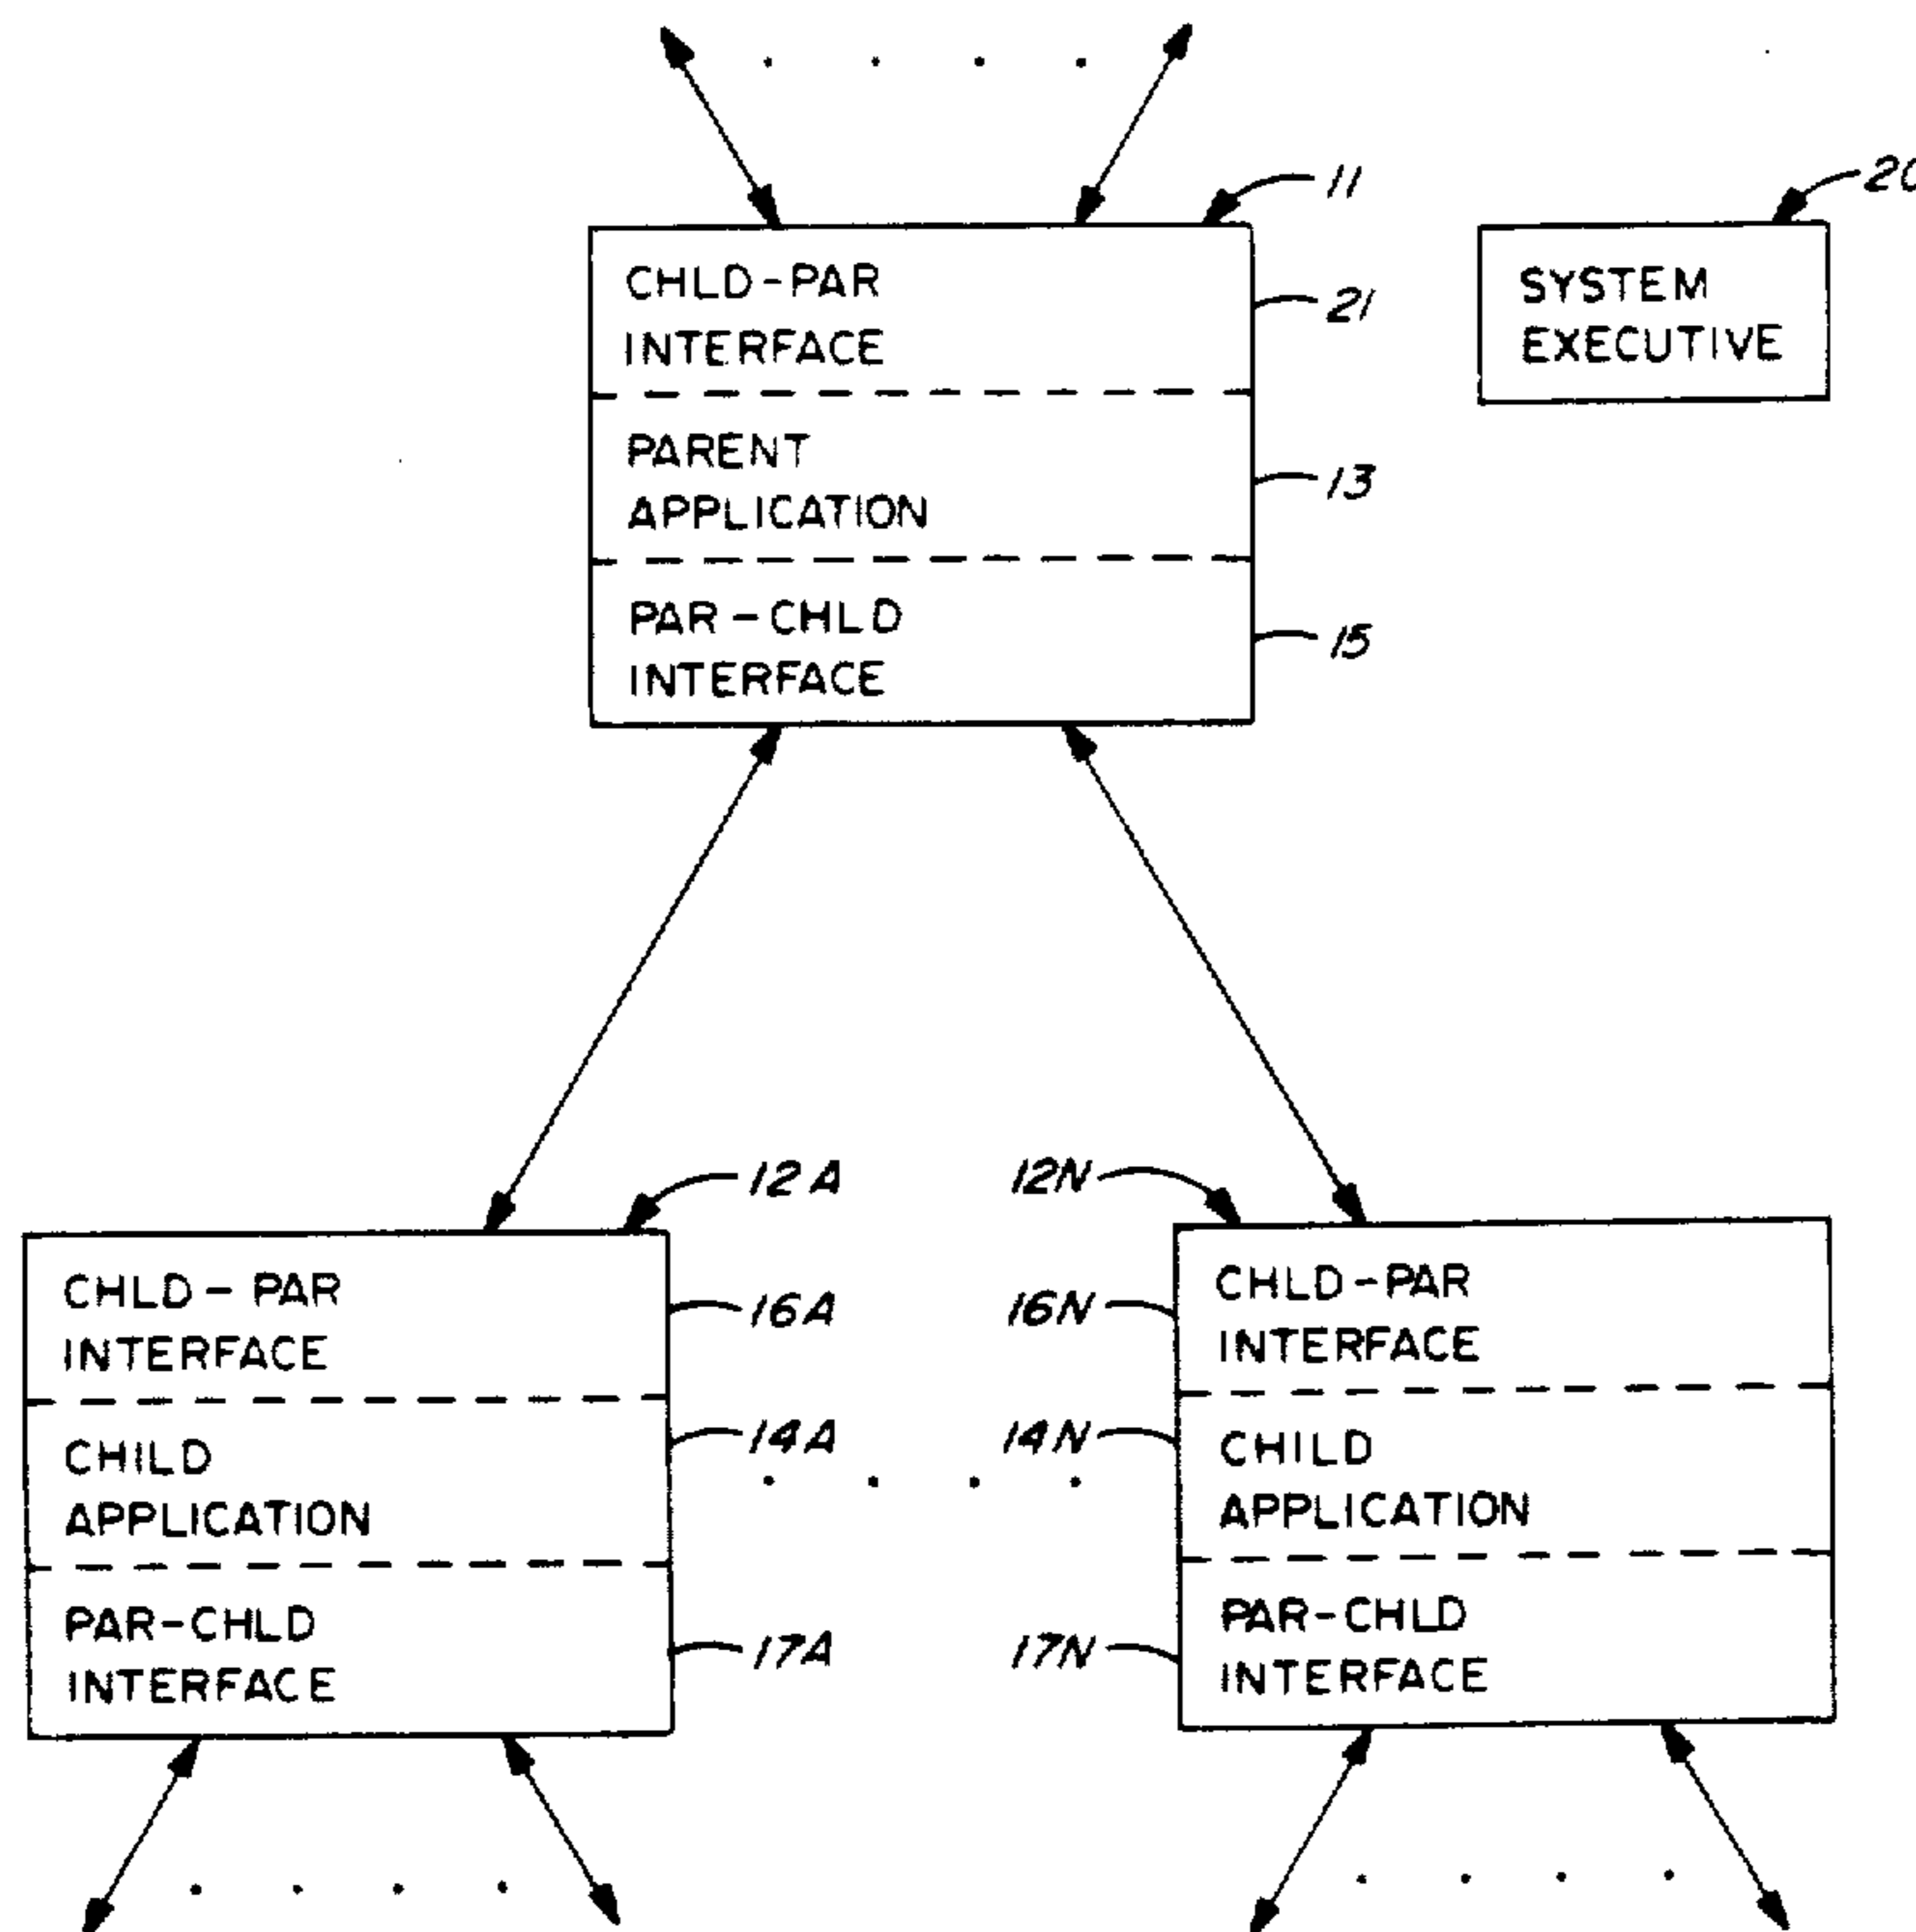 11
20
CHLD-PAR
INTERFACE
21
SYSTEM
EXECUTIVE
PARENT
APPLICATION
13
PAR-CHLD
INTERFACE
15
12A
12N
CHLD-PAR
INTERFACE
16A
16N
CHLD-PAR
INTERFACE
CHILD
APPLICATION
14A
14N
CHILD
APPLICATION
PAR-CHLD
INTERFACE
17A
17N
PAR-CHLD
INTERFACE